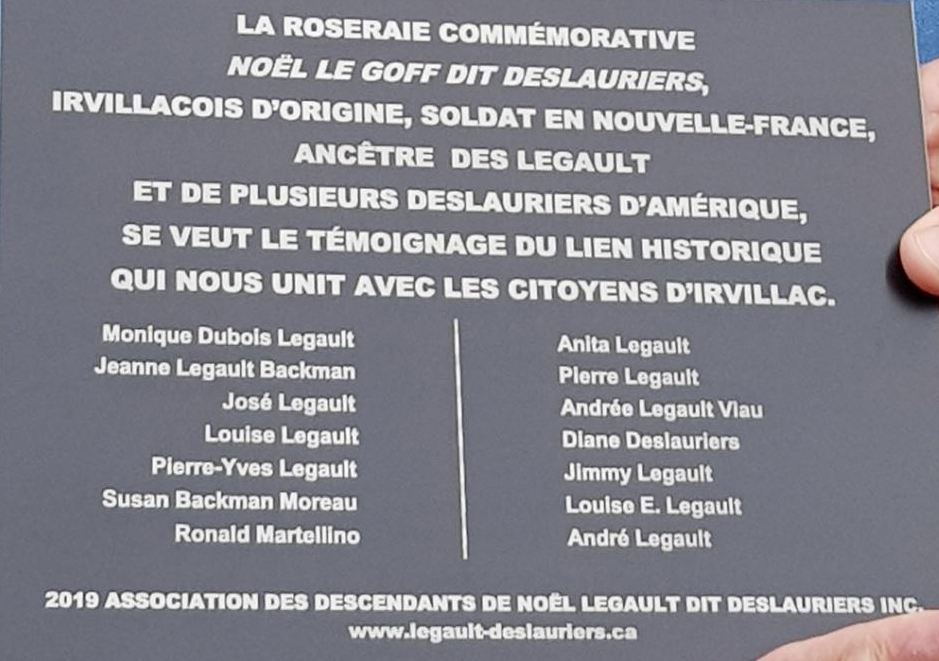 LA ROSERAIE COMMÉMORATIVE
NOËL LE GOFF DIT DESLAURIERS,
IRVILLACOIS D'ORIGINE, SOLDAT EN NOUVELLE-FRANCE,
ANCÊTRE DES LEGAULT
ET DE PLUSIEURS DESLAURIERS D'AMÉRIQUE,
SE VEUT LE TÉMOIGNAGE DU LIEN HISTORIQUE
QUI NOUS UNIT AVEC LES CITOYENS D'IRVILLAC.
Monique Dubois Legault
Jeanne Legault Backman
José Legault
Louise Legault
Pierre-Yves Legault
Susan Backman Moreau
Ronald Martellino
Anita Legault
Pierre Legault
Andrée Legault Viau
Diane Deslauriers
Jimmy Legault
Louise E. Legault
André Legault
2019 ASSOCIATION DES DESCENDANTS DE NOËL LEGAULT DIT DESLAURIERS INC.
www.legault-deslauriers.ca